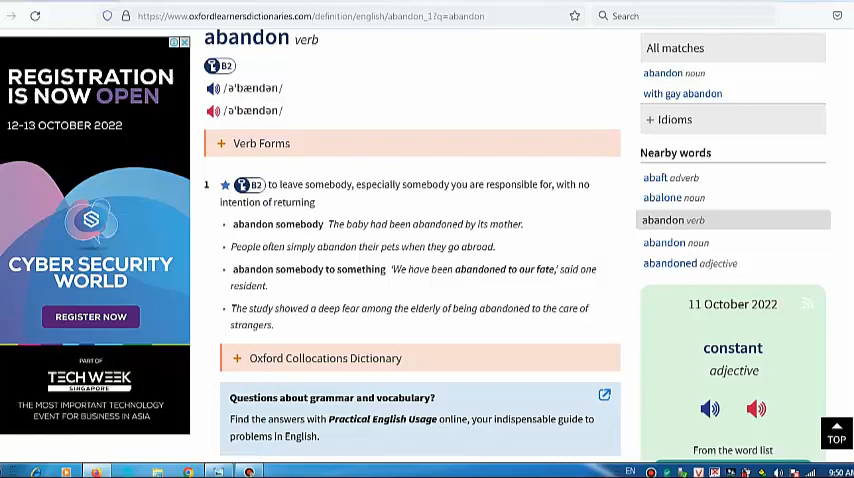 https://www.oxfordlearnersdictionaries.com/definition/english/abandon_1?q=abandon
Search
REGISTRATION
IS NOW OPEN
12-13 OCTOBER 2022
CYBER SECURITY
WORLD
REGISTER NOW
PART OF
TECH WEEK
SINGAPORE
THE MOST IMPORTANT TECHNOLOGY
EVENT FOR BUSINESS IN ASIA
abandon verb
B2
/əˈbændən/
/əˈbændən/
+ Verb Forms
1 B2 to leave somebody, especially somebody you are responsible for, with no
intention of returning
• abandon somebody The baby had been abandoned by its mother.
• People often simply abandon their pets when they go abroad.
• abandon somebody to something ‘We have been abandoned to our fate,’ said one
resident.
• The study showed a deep fear among the elderly of being abandoned to the care of
strangers.
+ Oxford Collocations Dictionary
Questions about grammar and vocabulary?
Find the answers with Practical English Usage online, your indispensable guide to
problems in English.
All matches
abandon noun
with gay abandon
+ Idioms
Nearby words
abaft adverb
abalone noun
abandon verb
abandon noun
abandoned adjective
11 October 2022
constant
adjective
From the word list
TOP
EN
9:50 AM